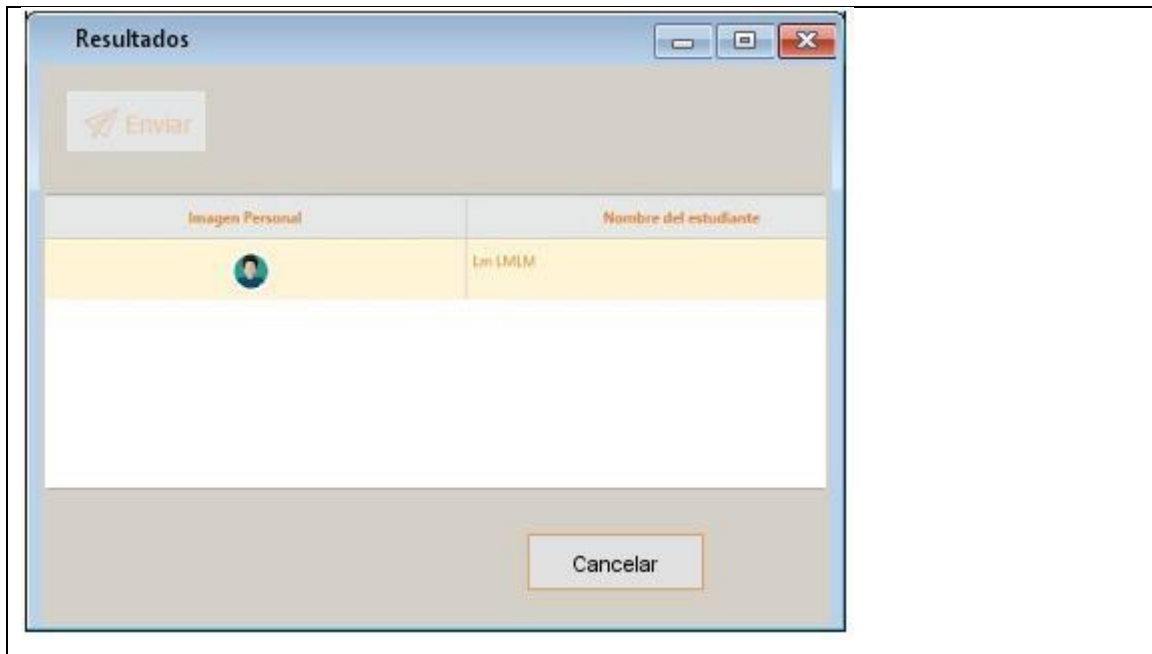 Resultados
Enviar
Imagen Personal
Nombre del estudiante
Lm LMLM
Cancelar